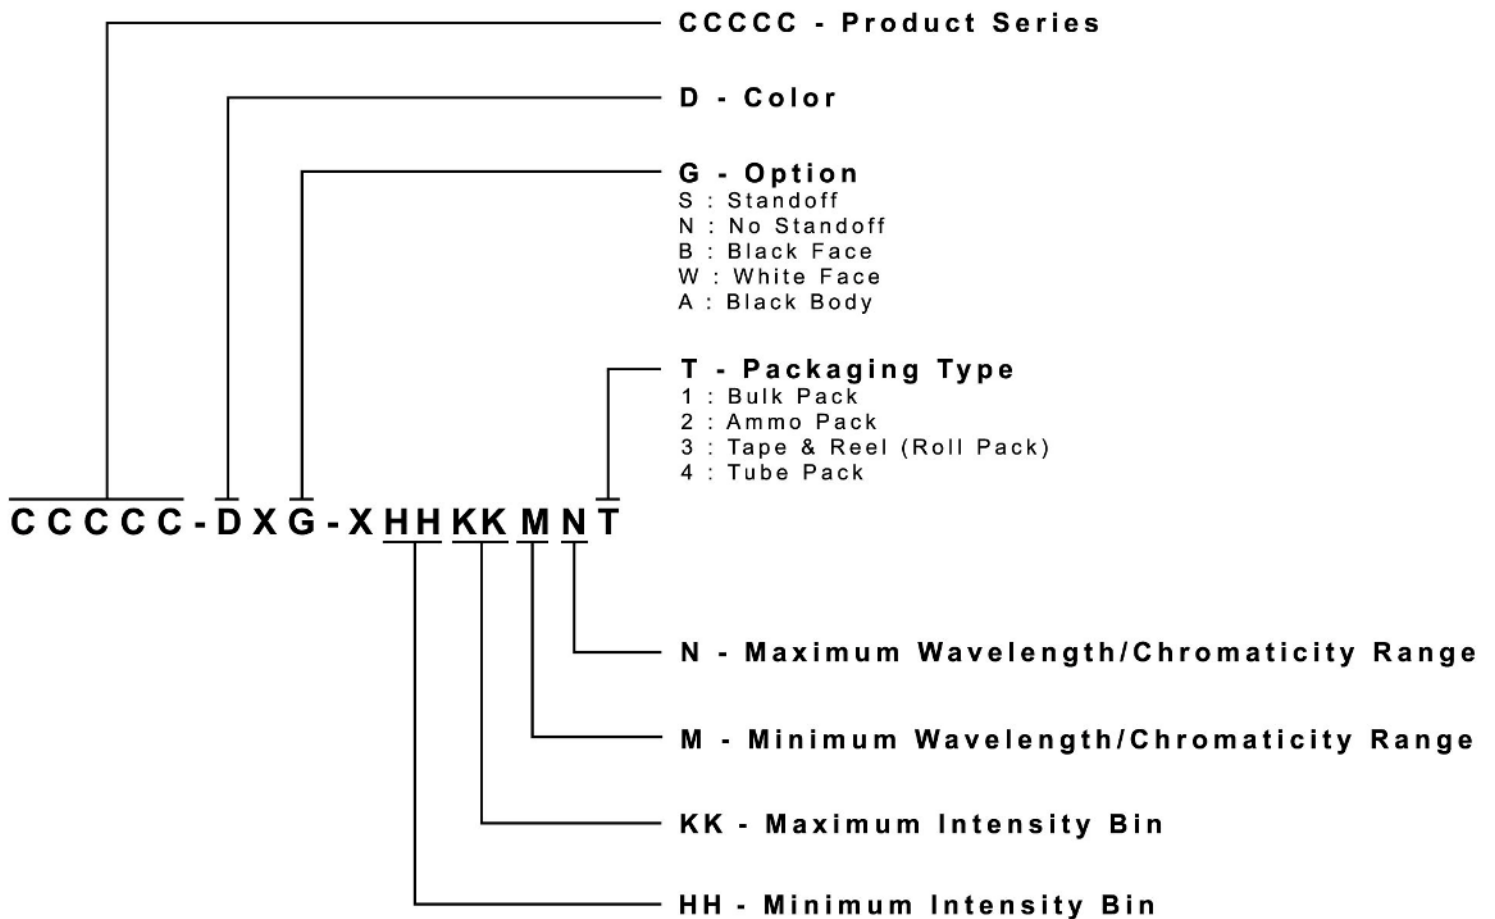 CCCCC - Product Series
D - Color
G - Option
S : Standoff
N : No Standoff
B : Black Face
W : White Face
A : Black Body
T - Packaging Type
1 : Bulk Pack
2 : Ammo Pack
3 : Tape & Reel (Roll Pack)
4 : Tube Pack
CCCCC-DXG-XHHKKMNT
N - Maximum Wavelength/Chromaticity Range
M - Minimum Wavelength/Chromaticity Range
KK - Maximum Intensity Bin
HH - Minimum Intensity Bin